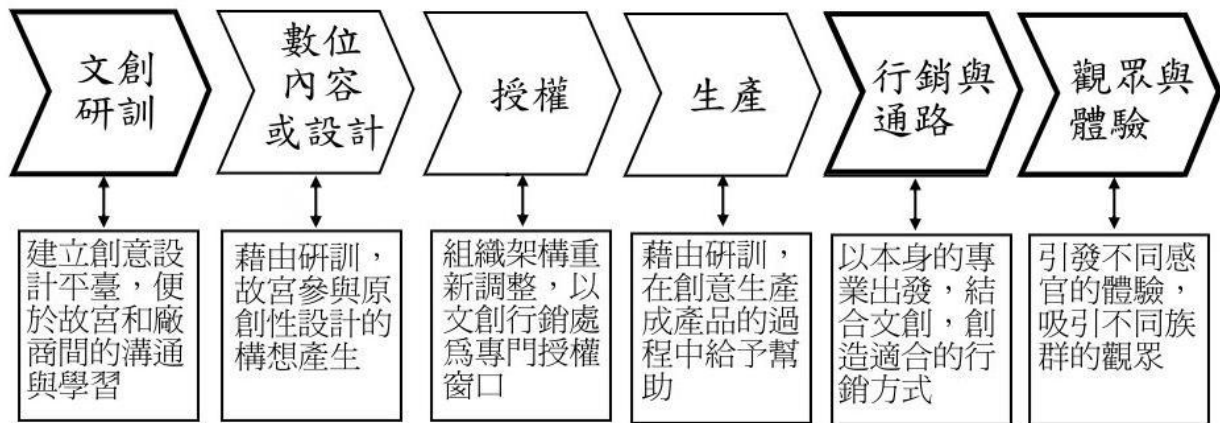 文創
研訓
數位
內容
或設計
授權
生產
行銷與
通路
觀眾與
體驗
建立創意設
計平臺，便
於故宮和廠
商間的溝通
與學習
藉由研訓，
故宮參與原
創性設計的
構想產生
組織架構重
新調整，以
文創行銷處
為專門授權
窗口
藉由研訓，
在創意生產
成產品的過
程中給予幫
助
以本身的專
業出發，結
合文創，創
造適合的行
銷方式
引發不同感
官的體驗，
吸引不同族
群的觀眾